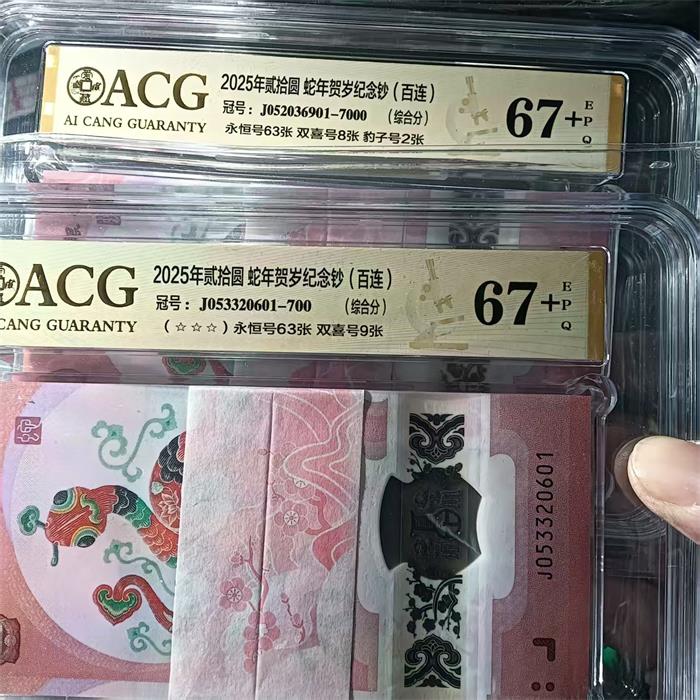 ACG
AI CANG GUARANTY
2025年贰拾圆 蛇年贺岁纪念钞（百连）
冠号：J052036901-7000 （综合分）
永恒号63张 双喜号8张 豹子号2张
67+
EPQ
ACG
CANG GUARANTY
2025年贰拾圆 蛇年贺岁纪念钞（百连）
冠号：J053320601-700 （综合分）
（☆☆☆）永恒号63张 双喜号9张
67+
EPQ
J053320601